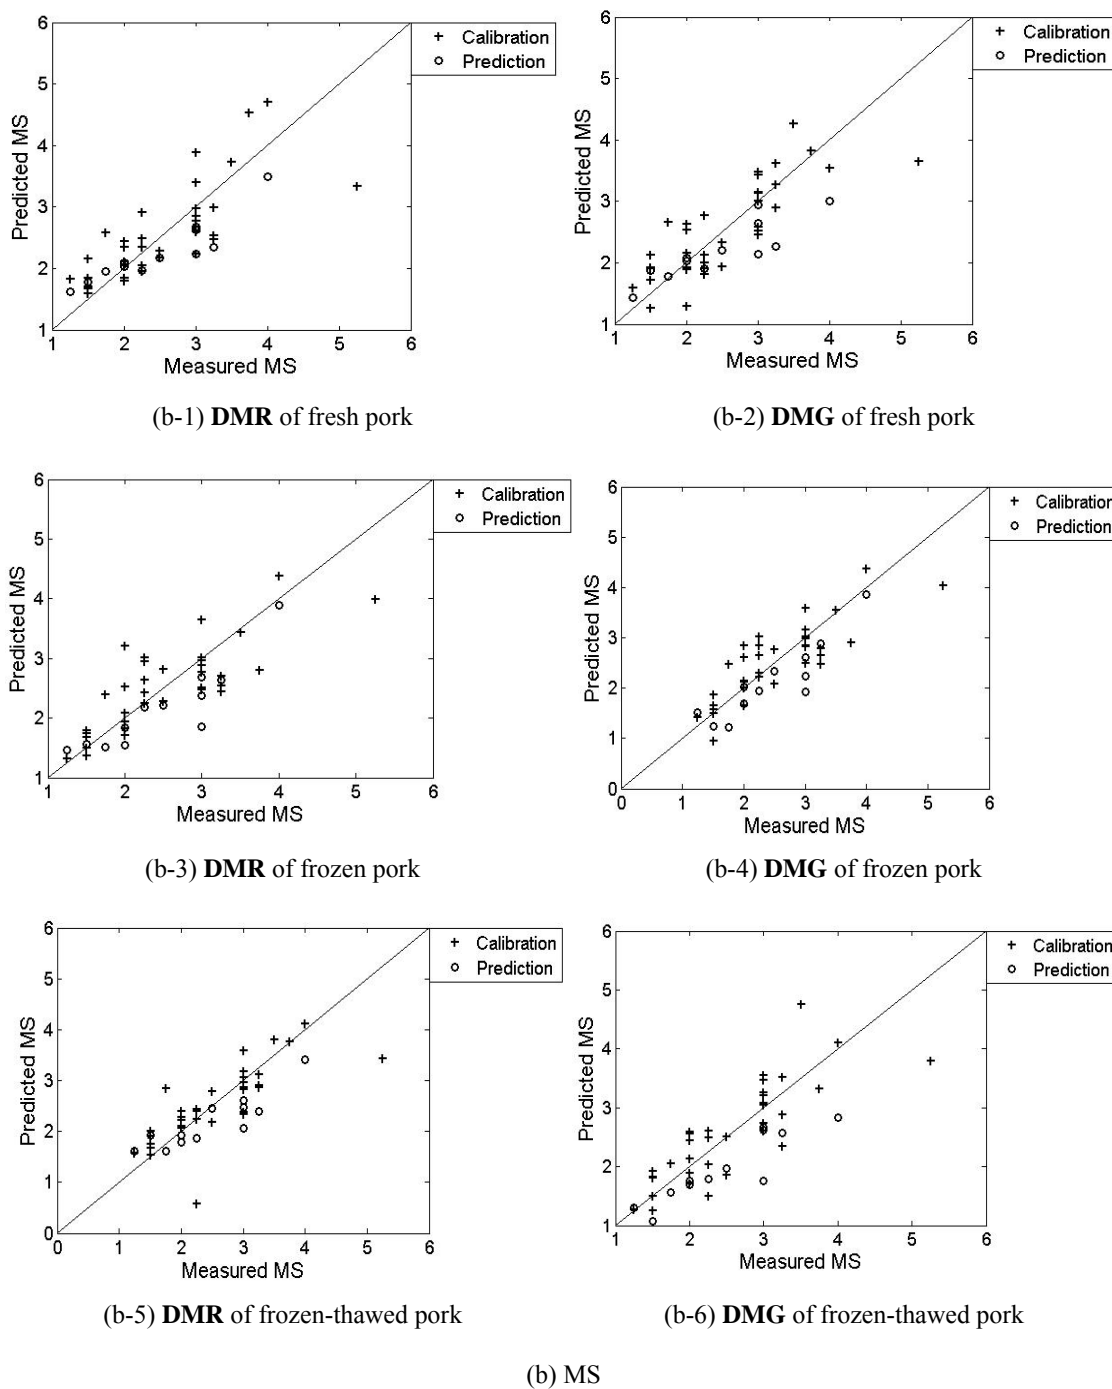 6
5
4
3
2
1
Predicted MS
1 2 3 4 5 6
Measured MS
Calibration
Prediction
(b-1) DMR of fresh pork
6
5
4
3
2
1
Predicted MS
1 2 3 4 5 6
Measured MS
Calibration
Prediction
(b-2) DMG of fresh pork
6
5
4
3
2
1
Predicted MS
1 2 3 4 5 6
Measured MS
Calibration
Prediction
(b-3) DMR of frozen pork
6
5
4
3
2
1
0
Predicted MS
0 1 2 3 4 5 6
Measured MS
Calibration
Prediction
(b-4) DMG of frozen pork
6
5
4
3
2
1
0
Predicted MS
0 1 2 3 4 5 6
Measured MS
Calibration
Prediction
(b-5) DMR of frozen-thawed pork
6
5
4
3
2
1
Predicted MS
1 2 3 4 5 6
Measured MS
Calibration
Prediction
(b-6) DMG of frozen-thawed pork
(b) MS